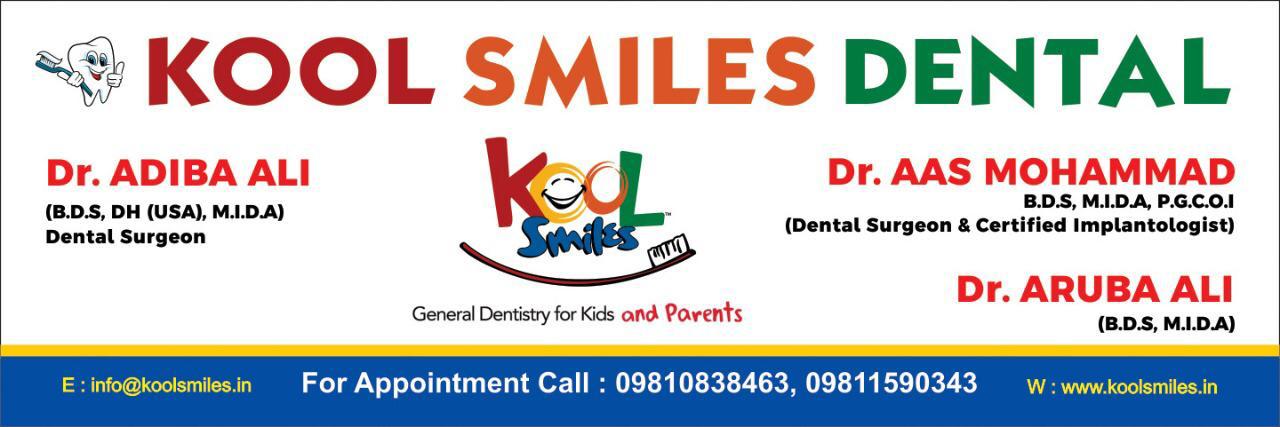 KOOL SMILES DENTAL
Dr. ADIBA ALI
(B.D.S, DH (USA), M.I.D.A)
Dental Surgeon
KOOL
Smiles
TM
General Dentistry for Kids and Parents
Dr. AAS MOHAMMAD
B.D.S, M.I.D.A, P.G.C.O.I
(Dental Surgeon & Certified Implantologist)
Dr. ARUBA ALI
(B.D.S, M.I.D.A)
E : info@koolsmiles.in For Appointment Call : 09810838463, 09811590343 W : www.koolsmiles.in